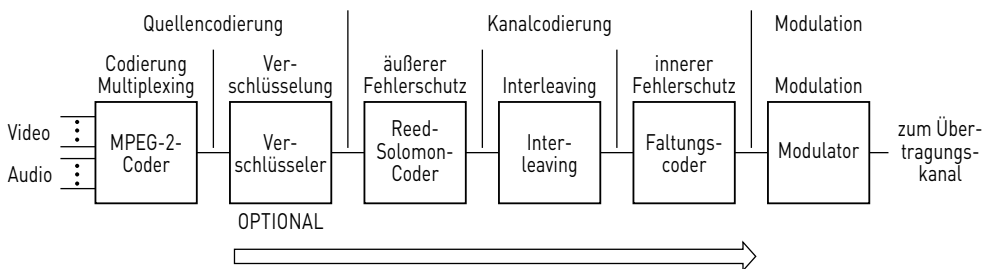 Quellencodierung
Kanalcodierung
Modulation
Codierung
Multiplexing
Ver-
schlüsselung
äußerer
Fehlerschutz
Interleaving
innerer
Fehlerschutz
Modulation
Video
Audio
MPEG-2-
Coder
Ver-
schlüsseler
Reed-
Solomon-
Coder
Inter-
leaving
Faltungs-
coder
Modulator
zum Über-
tragungs-
kanal
OPTIONAL